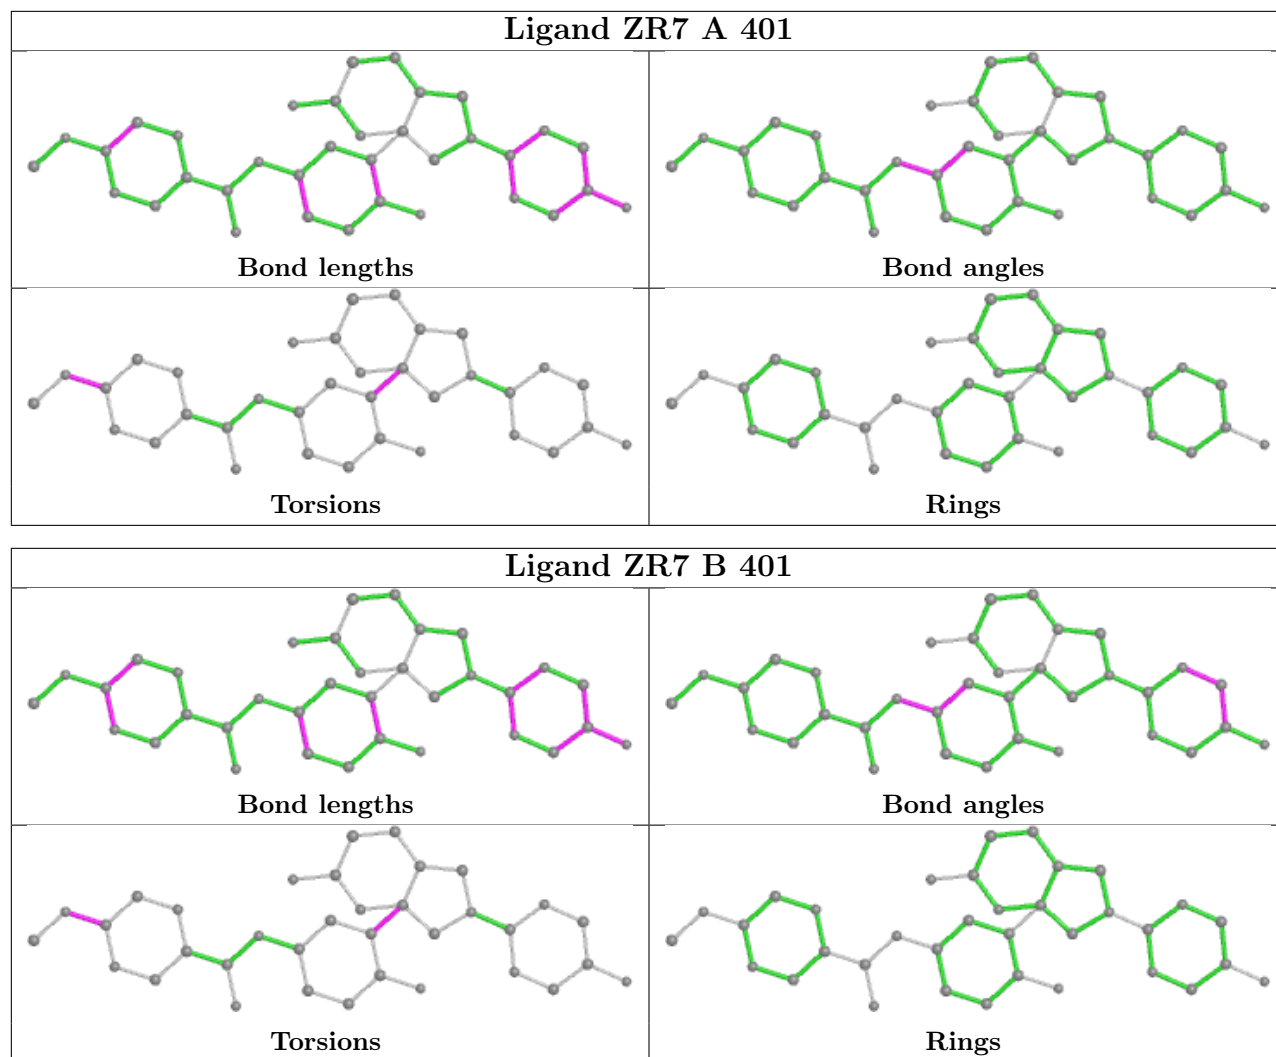 Ligand ZR7 A 401
Bond lengths
Bond angles
Torsions
Rings
Ligand ZR7 B 401
Bond lengths
Bond angles
Torsions
Rings